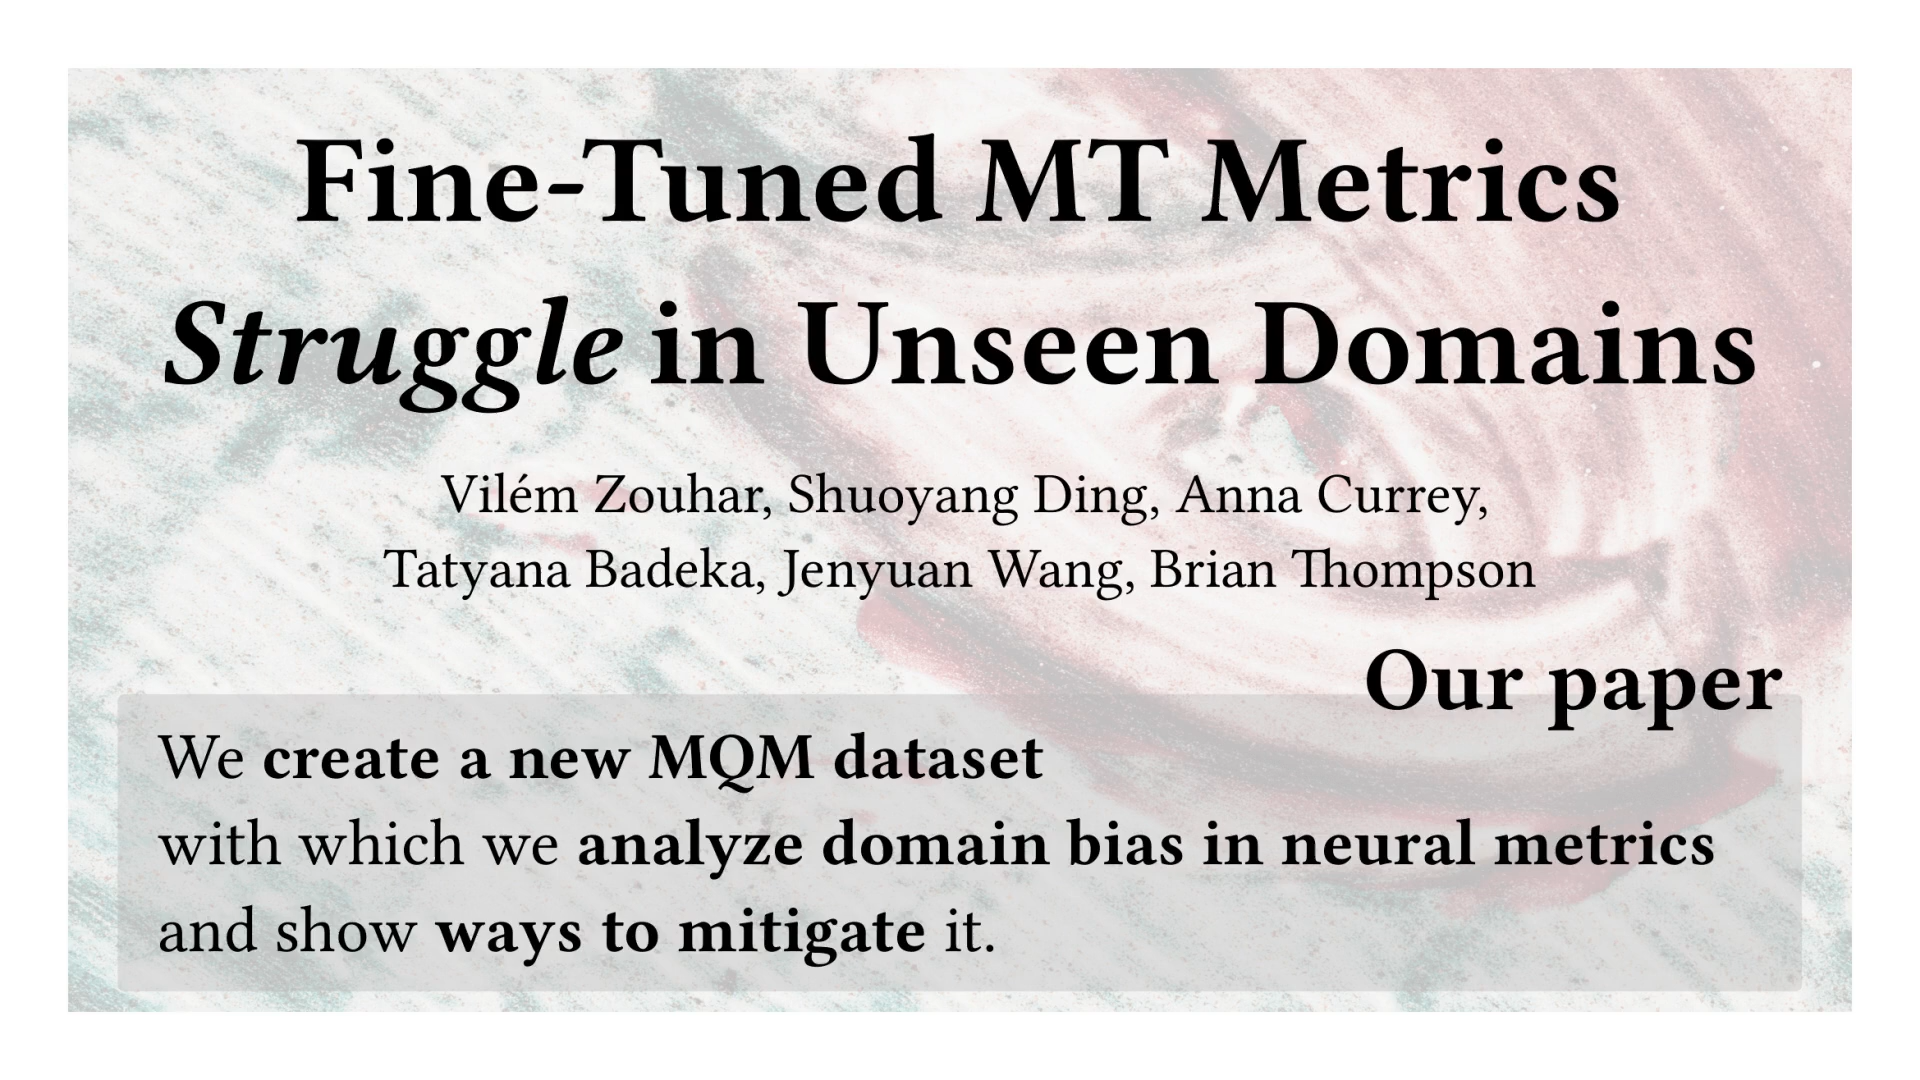 Fine-Tuned MT Metrics
Struggle in Unseen Domains
Vilém Zouhar, Shuoyang Ding, Anna Currey,
Tatyana Badeka, Jenyuan Wang, Brian Thompson
Our paper
We create a new MQM dataset
with which we analyze domain bias in neural metrics
and show ways to mitigate it.